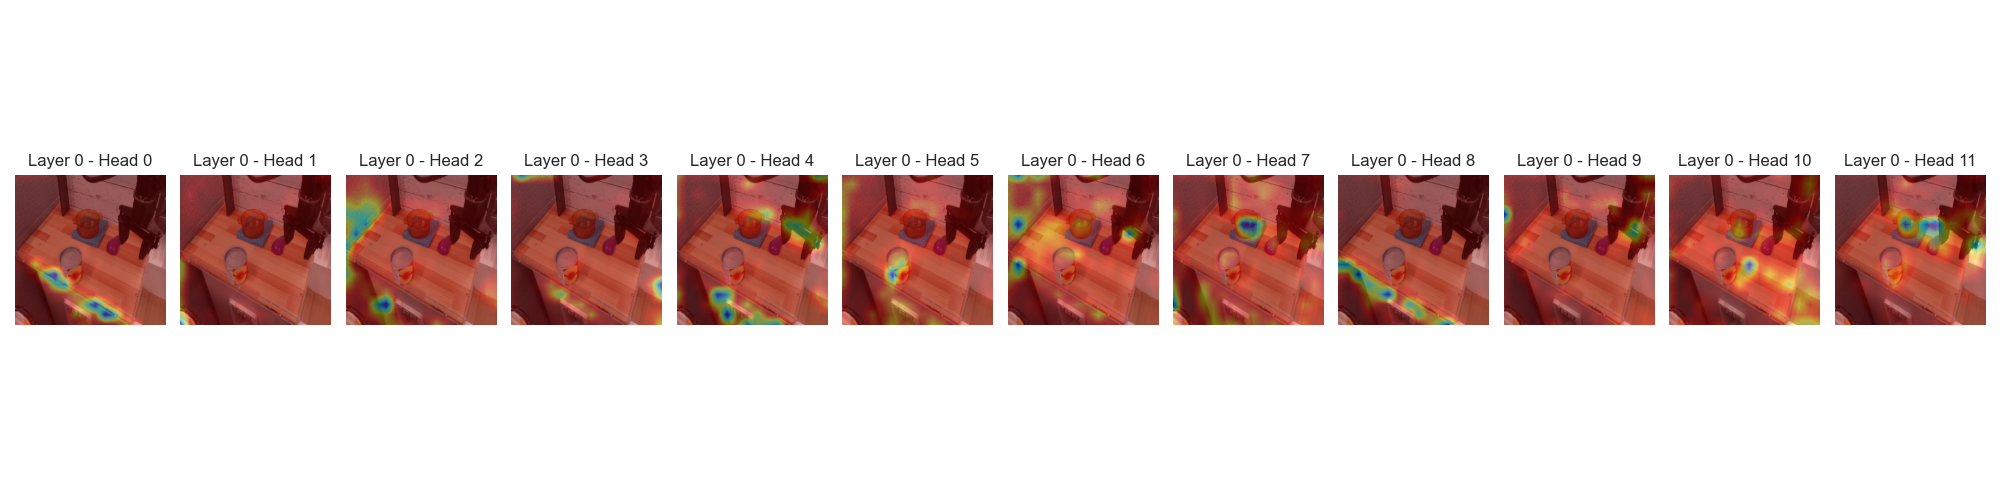 Layer 0 - Head 0
Layer 0 - Head 1
Layer 0 - Head 2
Layer 0 - Head 3
Layer 0 - Head 4
Layer 0 - Head 5
Layer 0 - Head 6
Layer 0 - Head 7
Layer 0 - Head 8
Layer 0 - Head 9
Layer 0 - Head 10
Layer 0 - Head 11